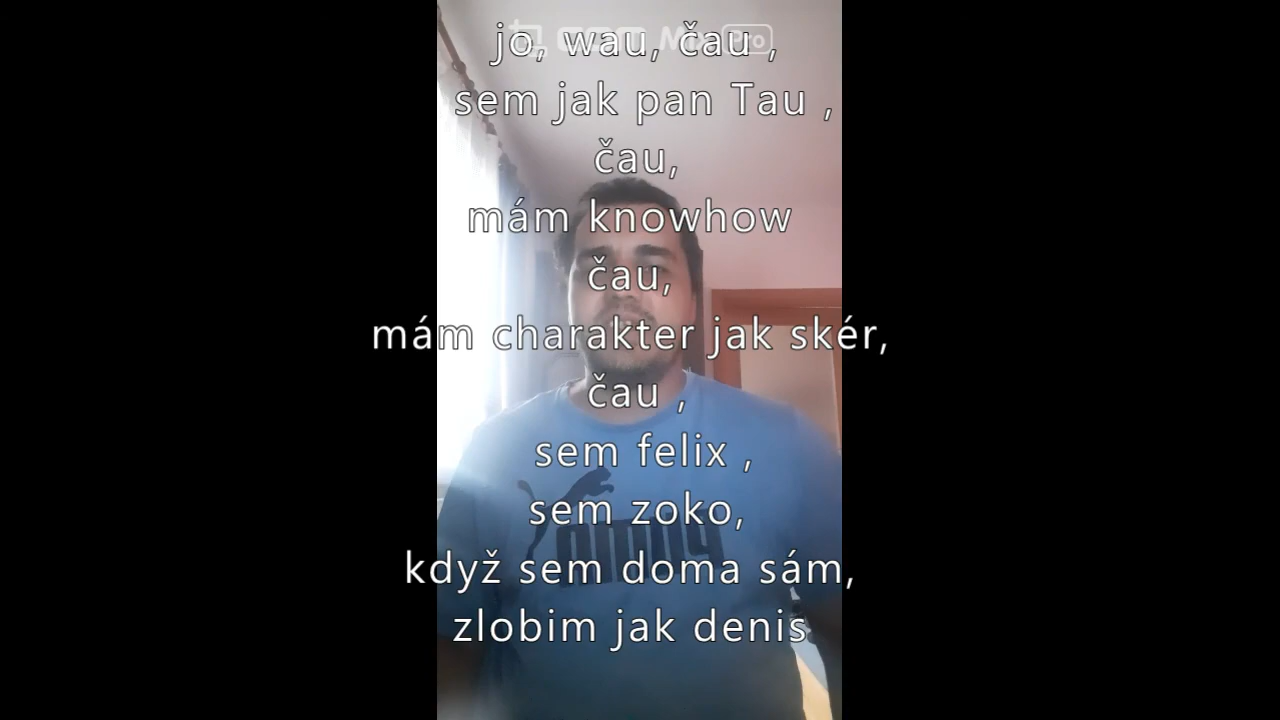 jo, wau, čau ,
sem jak pan Tau ,
čau,
mám knowhow
čau,
mám charakter jak skér,
čau ,
sem felix ,
sem zoko,
když sem doma sám,
zlobim jak denis
Pro